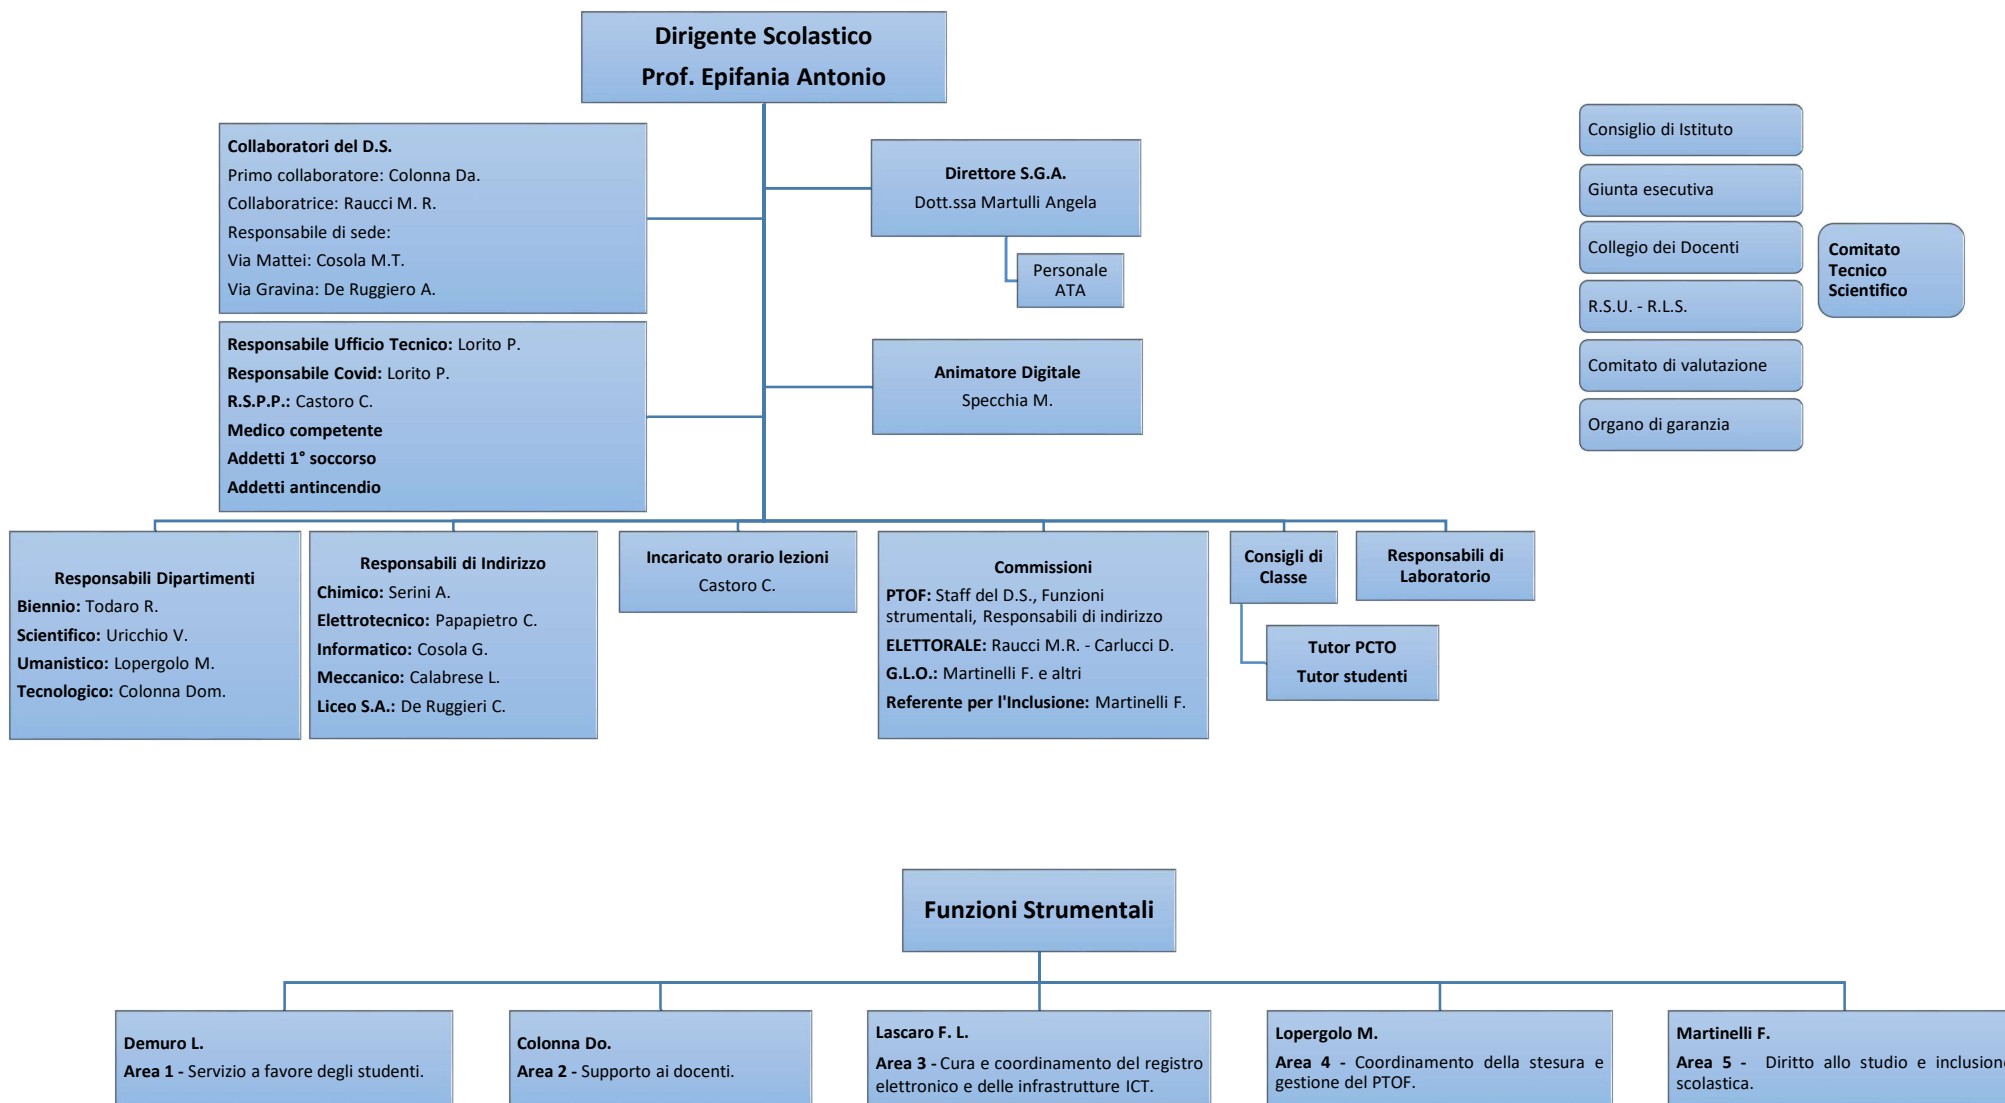 Dirigente Scolastico
Prof. Epifania Antonio
Collaboratori del D.S.
Primo collaboratore: Colonna Da.
Collaboratrice: Raucci M. R.
Responsabile di sede:
Via Mattei: Cosola M.T.
Via Gravina: De Ruggiero A.
Direttore S.G.A.
Dott.ssa Martulli Angela
Personale
ATA
Responsabile Ufficio Tecnico: Lorito P.
Responsabile Covid: Lorito P.
R.S.P.P.: Castoro C.
Medico competente
Addetti 1° soccorso
Addetti antincendio
Animatore Digitale
Specchia M.
Consiglio di Istituto
Giunta esecutiva
Collegio dei Docenti
R.S.U. - R.L.S.
Comitato di valutazione
Organo di garanzia
Comitato
Tecnico
Scientifico
Responsabili Dipartimenti
Biennio: Todaro R.
Scientifico: Uricchio V.
Umanistico: Lopergolo M.
Tecnologico: Colonna Dom.
Responsabili di Indirizzo
Chimico: Serini A.
Elettrotecnico: Papapietro C.
Informatico: Cosola G.
Meccanico: Calabrese L.
Liceo S.A.: De Ruggieri C.
Incaricato orario lezioni
Castoro C.
Commissioni
PTOF: Staff del D.S., Funzioni
strumentali, Responsabili di indirizzo
ELETTORALE: Raucci M.R. - Carlucci D.
G.L.O.: Martinelli F. e altri
Referente per l'Inclusione: Martinelli F.
Consigli di
Classe
Tutor PCTO
Tutor studenti
Responsabili di
Laboratorio
Funzioni Strumentali
Demuro L.
Area 1 - Servizio a favore degli studenti.
Colonna Do.
Area 2 - Supporto ai docenti.
Lascaro F. L.
Area 3 - Cura e coordinamento del registro
elettronico e delle infrastrutture ICT.
Lopergolo M.
Area 4 - Coordinamento della stesura e
gestione del PTOF.
Martinelli F.
Area 5 - Diritto allo studio e inclusione
scolastica.